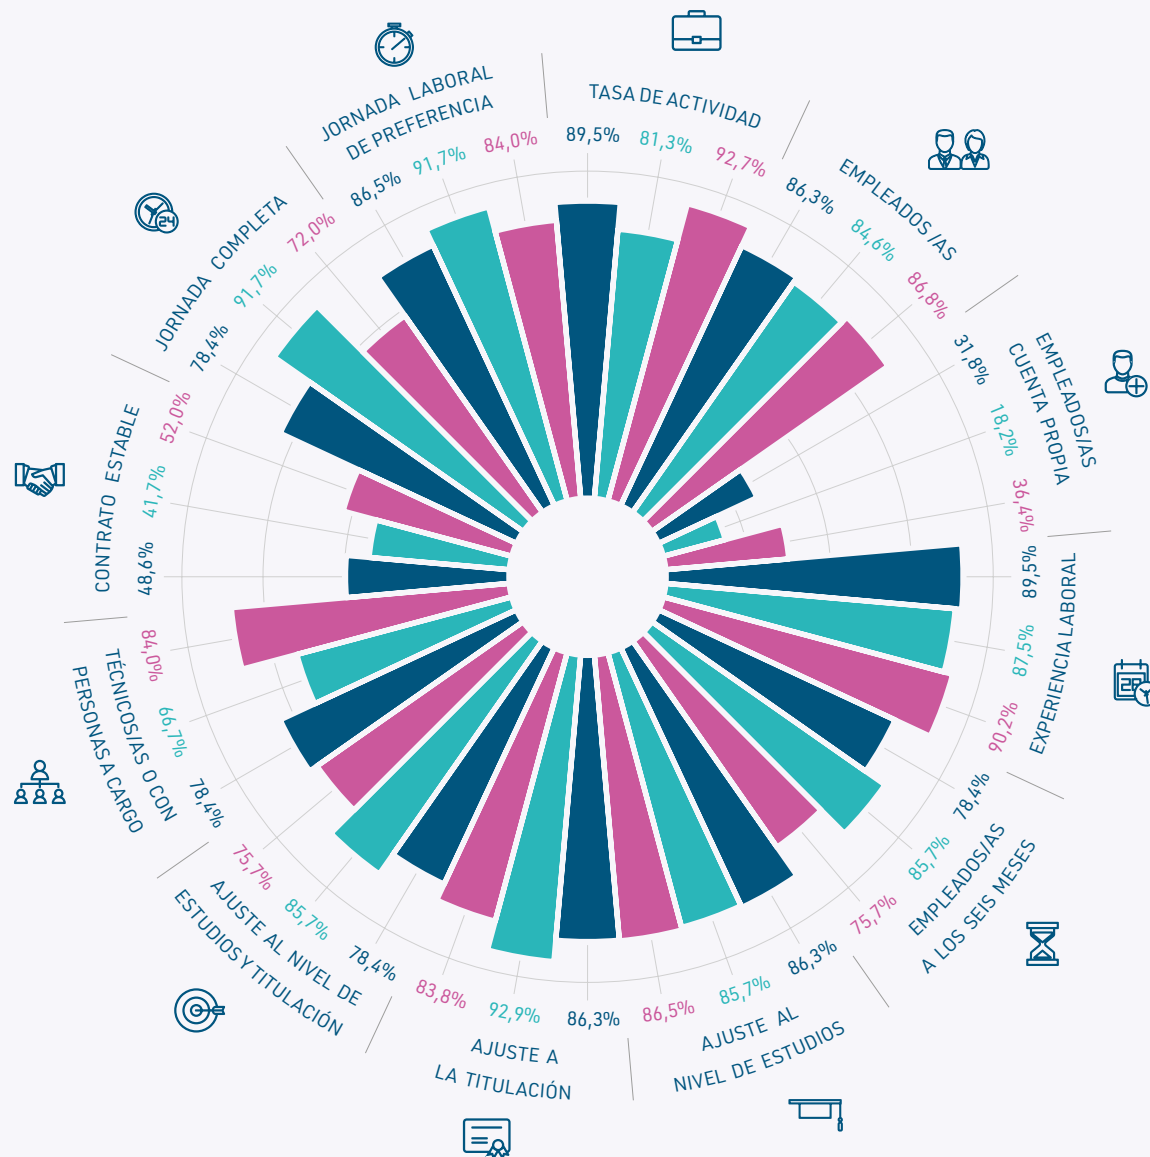 TASA DE ACTIVIDAD
89,5%
81,3%
92,7%
EMPLEADOS/AS
86,3%
84,6%
86,8%
EMPLEADOS/AS
CUENTA PROPIA
31,8%
18,2%
36,4%
EXPERIENCIA LABORAL
89,5%
87,5%
90,2%
EMPLEADOS/AS
A LOS SEIS MESES
78,4%
85,7%
75,7%
AJUSTE AL
NIVEL DE ESTUDIOS
86,3%
85,7%
86,5%
AJUSTE A
LA TITULACIÓN
86,3%
92,9%
83,8%
AJUSTE AL NIVEL DE
ESTUDIOS Y TITULACIÓN
78,4%
85,7%
75,7%
TÉCNICOS/AS O CON
PERSONAS A CARGO
78,4%
66,7%
84,0%
CONTRATO ESTABLE
48,6%
41,7%
52,0%
JORNADA COMPLETA
78,4%
91,7%
72,0%
JORNADA LABORAL
DE PREFERENCIA
86,5%
91,7%
84,0%
24